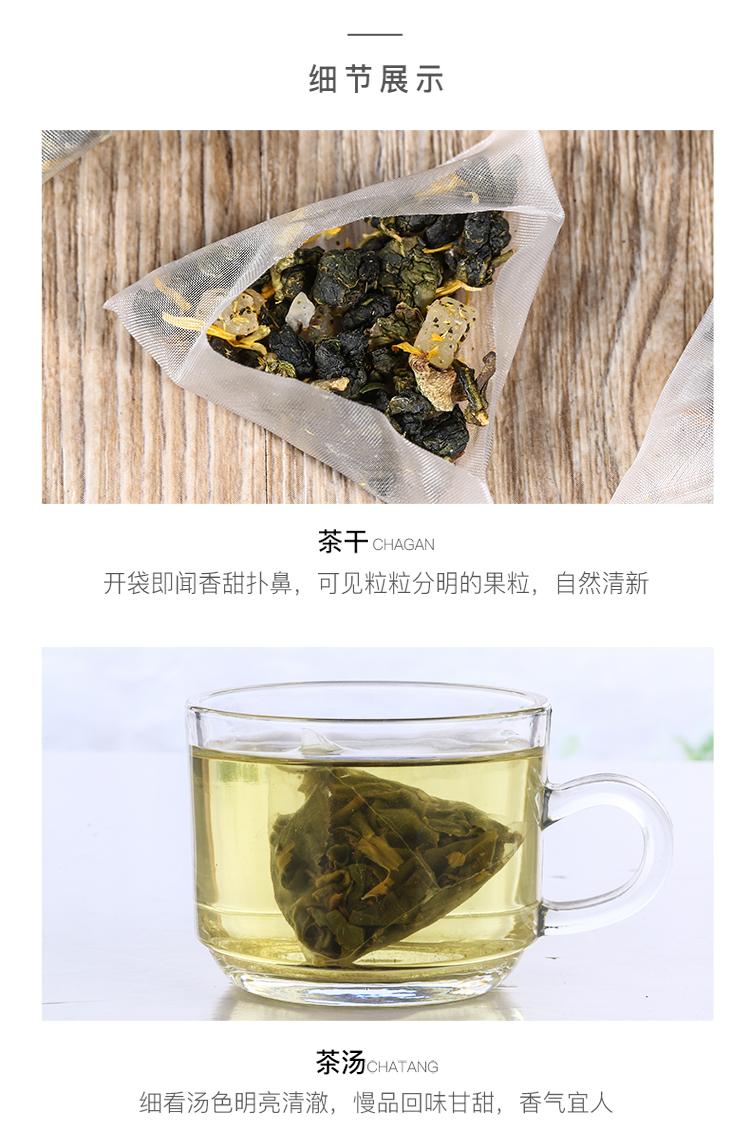 细节展示
茶干 CHAGAN
开袋即闻香甜扑鼻，可见粒粒分明的果粒，自然清新
茶汤CHATANG
细看汤色明亮清澈，慢品回味甘甜，香气宜人